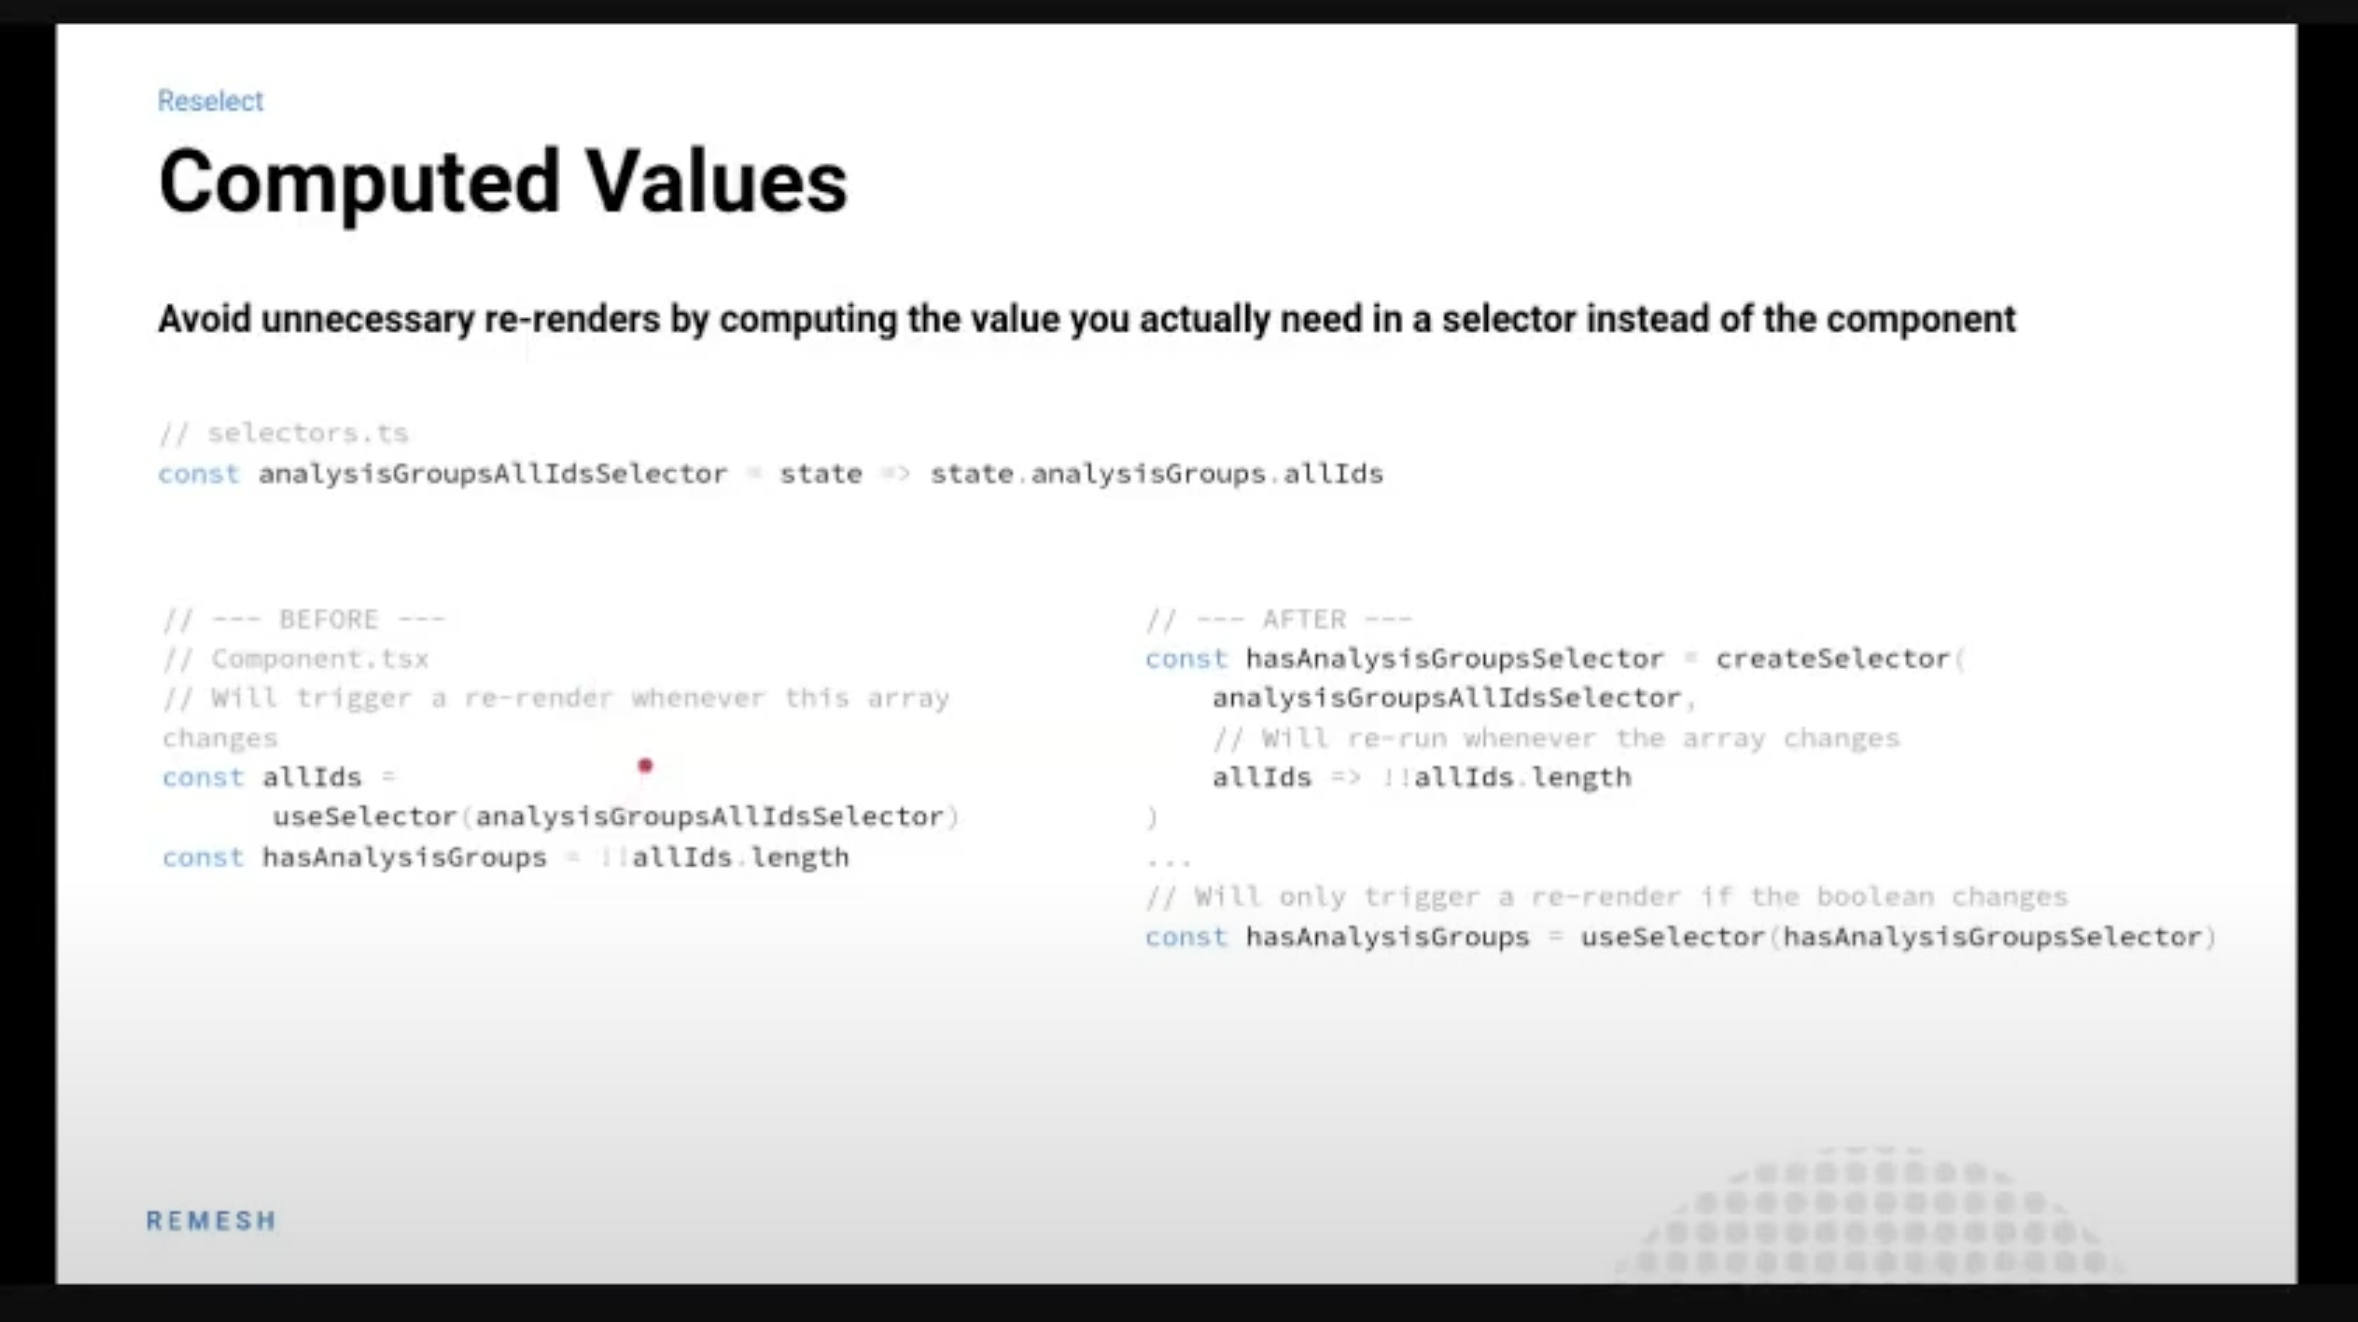 Reselect
Computed Values
Avoid unnecessary re-renders by computing the value you actually need in a selector instead of the component
// selectors.ts
const analysisGroupsAllIdsSelector = state => state.analysisGroups.allIds
// --- BEFORE ---
// Component.tsx
// Will trigger a re-render whenever this array
changes
const allIds =
useSelector(analysisGroupsAllIdsSelector)
const hasAnalysisGroups = !!allIds.length
// --- AFTER ---
const hasAnalysisGroupsSelector = createSelector(
analysisGroupsAllIdsSelector,
// Will re-run whenever the array changes
allIds => !!allIds.length
)
...
// Will only trigger a re-render if the boolean changes
const hasAnalysisGroups = useSelector(hasAnalysisGroupsSelector)
REMESH